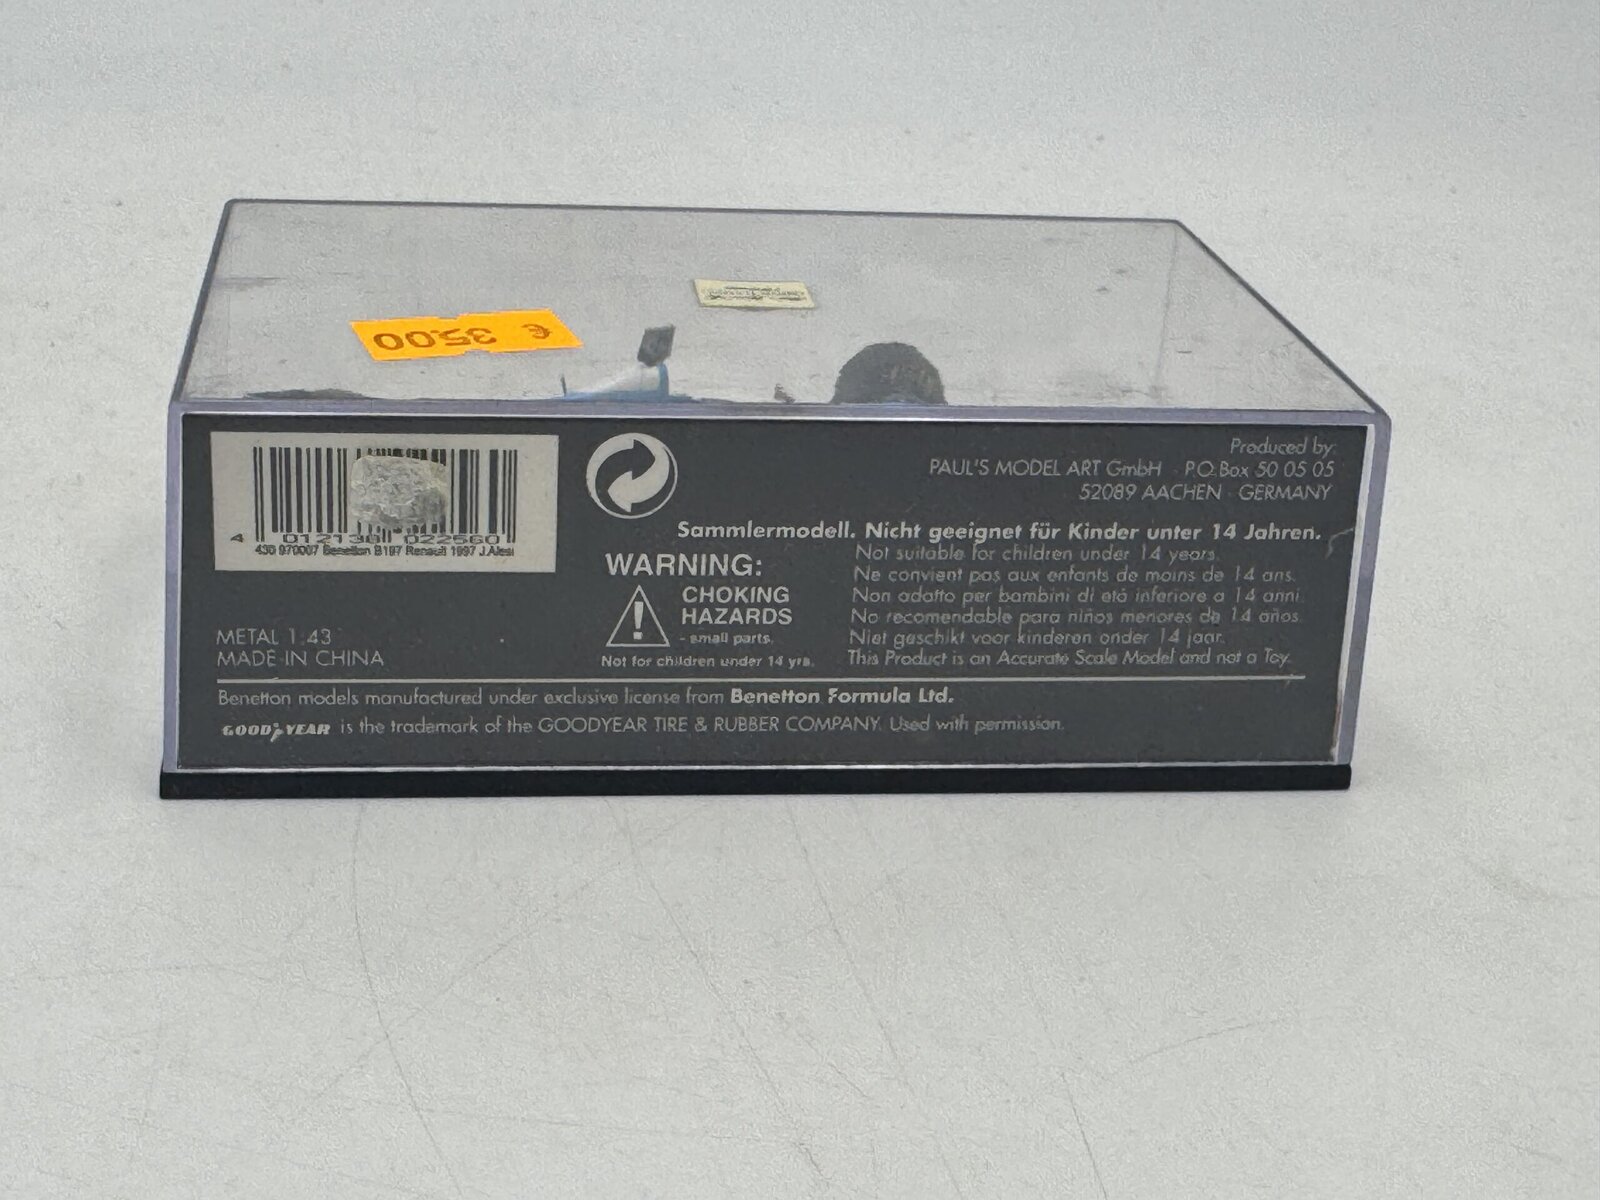 € 35.00
4 012138 022560
430 970007 Benetton B197 Renault 1997 J.Alesi
METAL 1:43
MADE IN CHINA
Produced by:
PAUL'S MODEL ART GmbH · P.O.Box 50 05 05
52089 AACHEN · GERMANY
Sammlermodell. Nicht geeignet für Kinder unter 14 Jahren.
WARNING:
CHOKING
HAZARDS
- small parts.
Not for children under 14 yrs.
Not suitable for children under 14 years.
Ne convient pas aux enfants de moins de 14 ans.
Non adatto per bambini di età inferiore a 14 anni.
No recomendable para niños menores de 14 años.
Niet geschikt voor kinderen onder 14 jaar.
This Product is an Accurate Scale Model and not a Toy.
Benetton models manufactured under exclusive license from Benetton Formula Ltd.
GOODYEAR is the trademark of the GOODYEAR TIRE & RUBBER COMPANY. Used with permission.